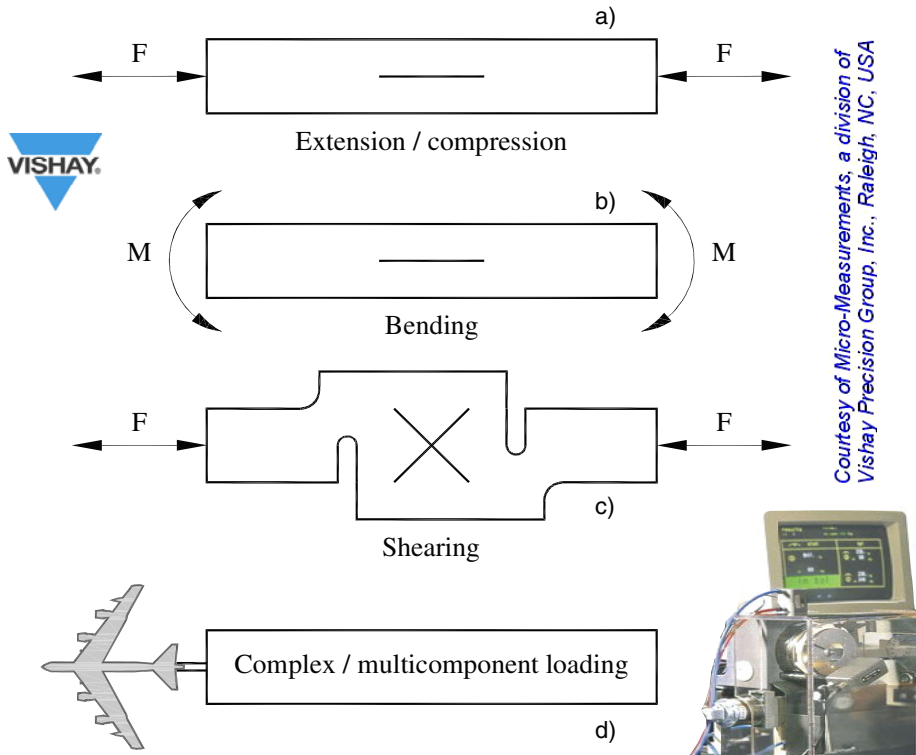 a)
F
F
Extension / compression
VISHAY®
b)
M
M
Bending
F
F
c)
Shearing
Complex / multicomponent loading
d)
Courtesy of Micro-Measurements, a division of
Vishay Precision Group, Inc., Raleigh, NC, USA
results